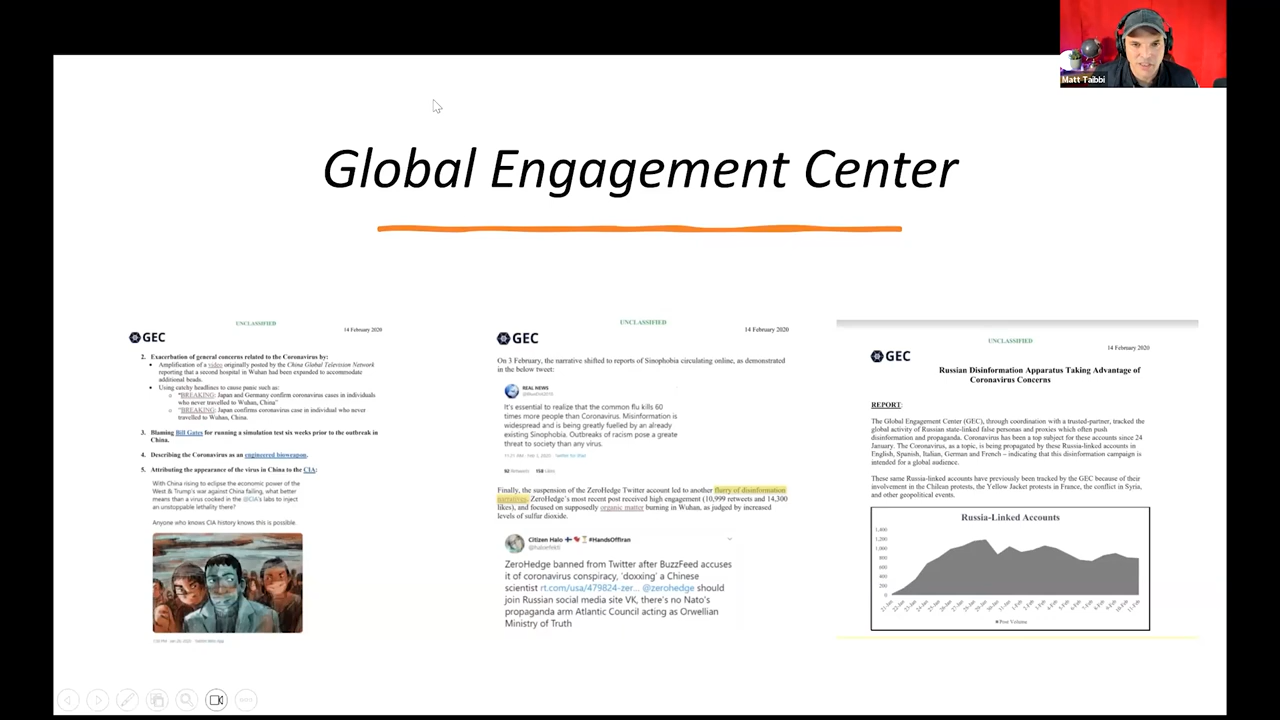 Matt Taibbi
Global Engagement Center
UNCLASSIFIED
GEC
14 February 2020
2. Exacerbation of general concerns related to the Coronavirus by:
• Amplification of a video originally posted by the China Global Television Network
reporting that a second hospital in Wuhan had been expanded to accommodate
additional beds.
• Using catchy headlines to cause panic such as:
o "BREAKING: Japan and Germany confirm coronavirus cases in individuals
who never travelled to Wuhan, China"
o "BREAKING: Japan confirms coronavirus case in individual who never
travelled to Wuhan, China.
3. Blaming Bill Gates for running a simulation test six weeks prior to the outbreak in
China.
4. Describing the Coronavirus as an engineered bioweapon.
5. Attributing the appearance of the virus in China to the CIA:
With China rising to eclipse the economic power of the
West & Trump's war against China failing, what better
means than a virus cooked in the @CIA's labs to inject
an unstoppable lethality there?
Anyone who knows CIA history knows this is possible.
UNCLASSIFIED
GEC
14 February 2020
On 3 February, the narrative shifted to reports of Sinophobia circulating online, as demonstrated
in the below tweet:
REAL NEWS
It's essential to realize that the common flu kills 60
times more people than Coronavirus. Misinformation is
widespread and is being greatly fuelled by an already
existing Sinophobia. Outbreaks of racism pose a greate
threat to society than any virus.
92 Retweets 158 Likes
Finally, the suspension of the ZeroHedge Twitter account led to another flurry of disinformation
narratives. ZeroHedge's most recent post received high engagement (10,999 retweets and 14,300
likes), and focused on supposedly organic matter burning in Wuhan, as judged by increased
levels of sulfur dioxide.
Citizen Halo #HandsOffIran
ZeroHedge banned from Twitter after BuzzFeed accuses
it of coronavirus conspiracy, 'doxxing' a Chinese
scientist rt.com/usa/479824-zer... @zerohedge should
join Russian social media site VK, there's no Nato's
propaganda arm Atlantic Council acting as Orwellian
Ministry of Truth
UNCLASSIFIED
GEC
14 February 2020
Russian Disinformation Apparatus Taking Advantage of
Coronavirus Concerns
REPORT:
The Global Engagement Center (GEC), through coordination with a trusted-partner, tracked the
global activity of Russian state-linked false personas and proxies which often push
disinformation and propaganda. Coronavirus has been a top subject for these accounts since 24
January. The Coronavirus, as a topic, is being propagated by these Russia-linked accounts in
English, Spanish, Italian, German and French – indicating that this disinformation campaign is
intended for a global audience.
These same Russia-linked accounts have previously been tracked by the GEC because of their
involvement in the Chilean protests, the Yellow Jacket protests in France, the conflict in Syria,
and other geopolitical events.
Russia-Linked Accounts
1,400
1,200
1,000
800
600
400
200
0
Post Volume